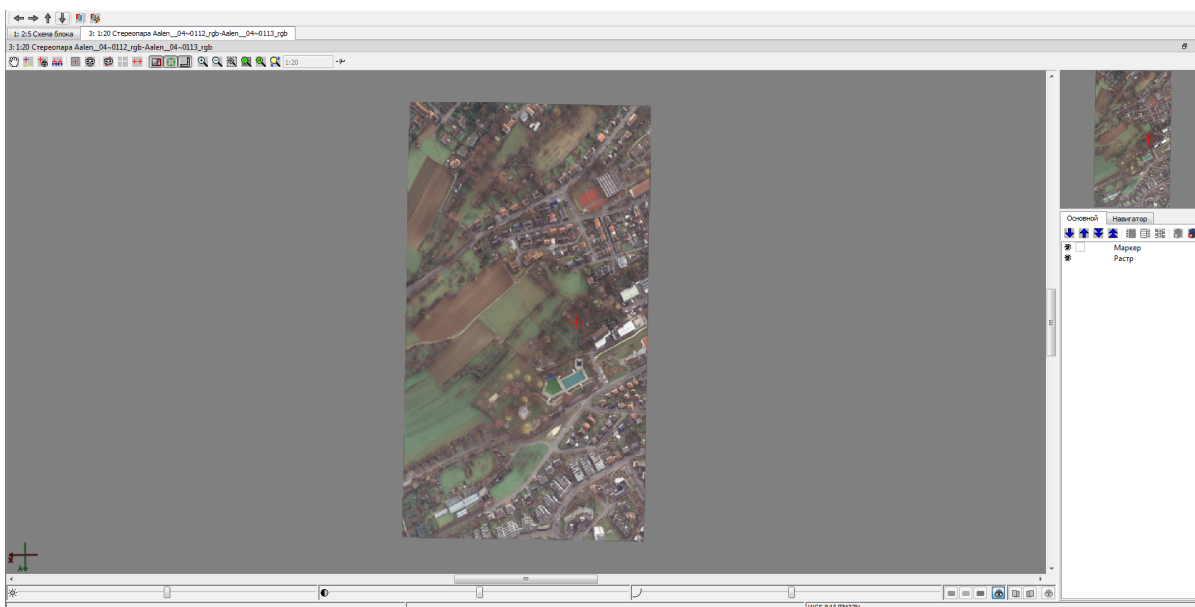 1: 2:5 Схема блока
3: 1:20 Стереопара Aalen__04~0112_rgb-Aalen__04~0113_rgb
3: 1:20 Стереопара Aalen__04~0112_rgb-Aalen__04~0113_rgb
1:20
Основной Навигатор
Маркер
Растр
X